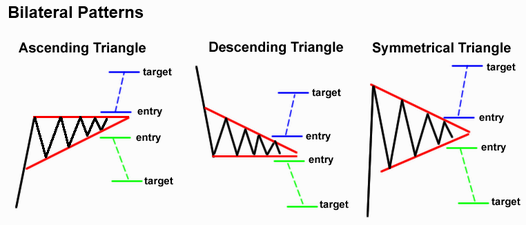 Bilateral Patterns
Ascending Triangle
target
entry
entry
target
Descending Triangle
target
entry
entry
target
Symmetrical Triangle
target
entry
entry
target